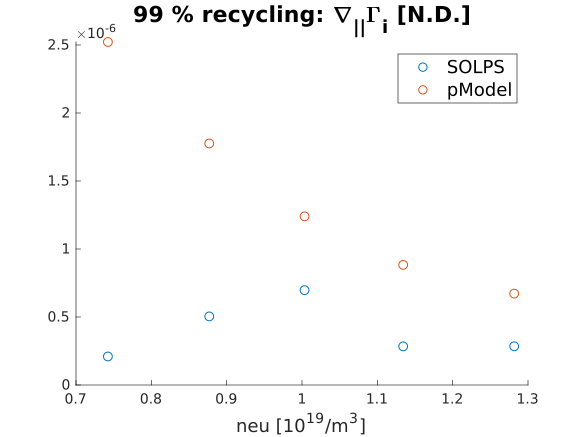 99 % recycling: ∇||Γi [N.D.]
×10-6
2.5
2
1.5
1
0.5
0
SOLPS
pModel
0.7 0.8 0.9 1 1.1 1.2 1.3
neu [1019/m3]